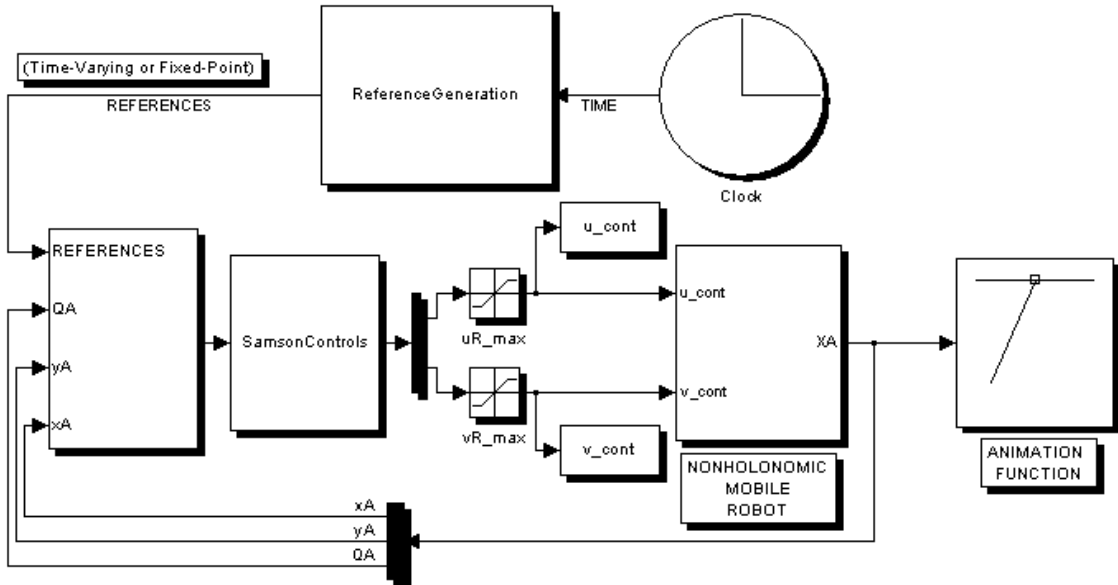 (Time-Varying or Fixed-Point)
REFERENCES
ReferenceGeneration
TIME
Clock
REFERENCES
QA
yA
xA
SamsonControls
uR_max
vR_max
u_cont
v_cont
u_cont
v_cont
XA
NONHOLONOMIC
MOBILE
ROBOT
ANIMATION
FUNCTION
xA
yA
QA